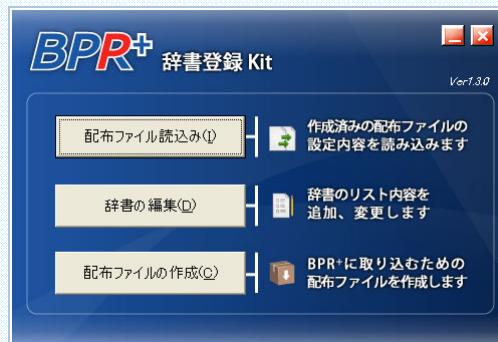 BPR+ 辞書登録 Kit
Ver1.3.0
配布ファイル読込み(I)
作成済みの配布ファイルの
設定内容を読み込みます
辞書の編集(D)
辞書のリスト内容を
追加、変更します
配布ファイルの作成(C)
BPR+に取り込むための
配布ファイルを作成します